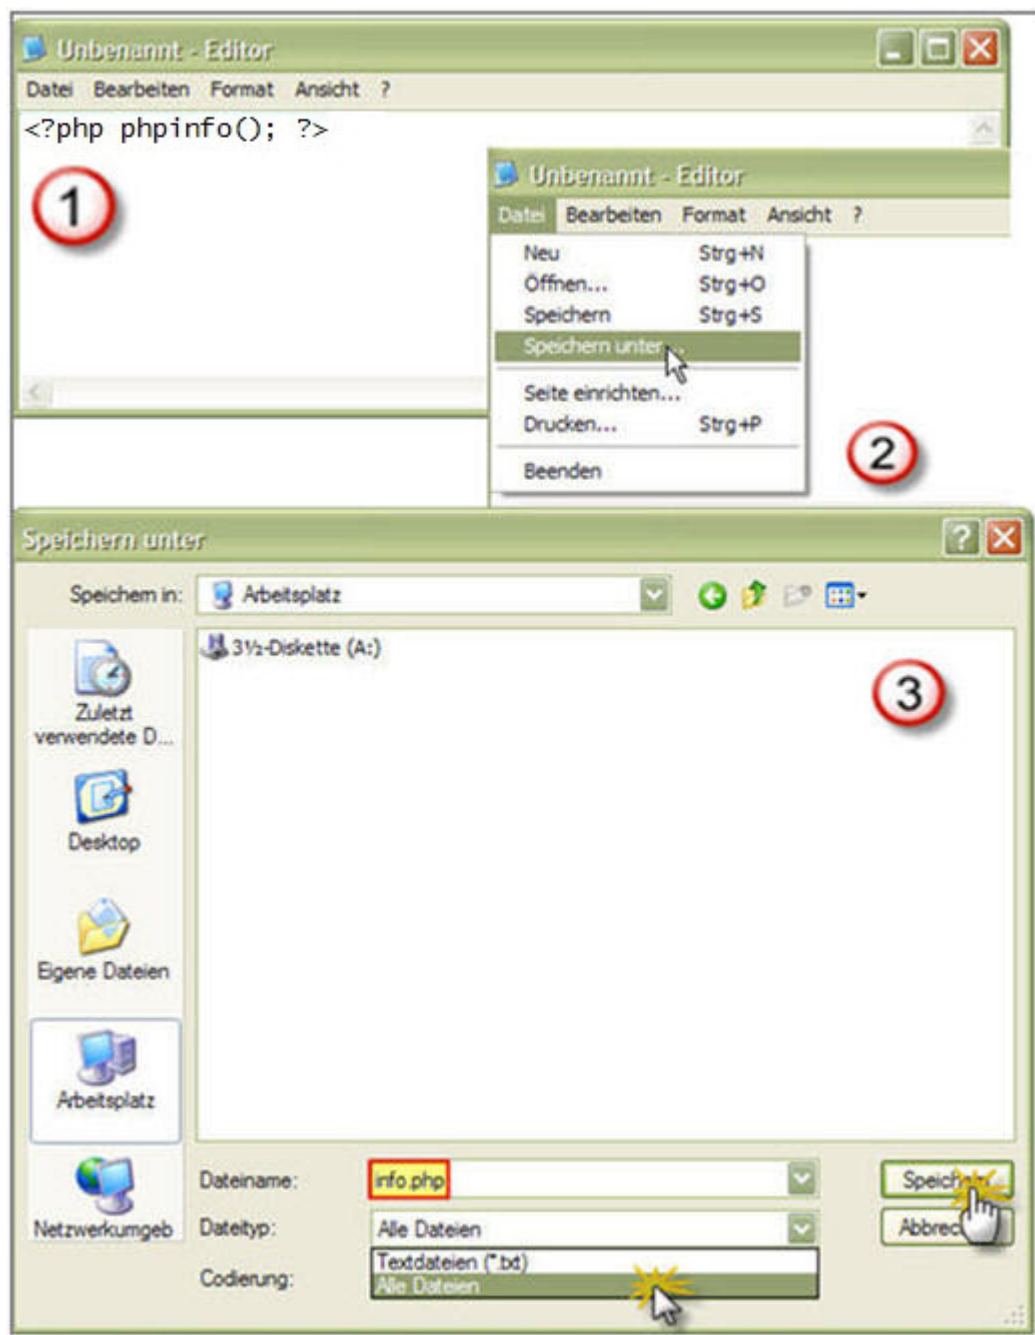 Unbenannt - Editor
Datei Bearbeiten Format Ansicht ?
<?php phpinfo(); ?>
1
Unbenannt - Editor
Datei Bearbeiten Format Ansicht ?
Neu Strg+N
Öffnen... Strg+O
Speichern Strg+S
Speichern unter...
Seite einrichten...
Drucken... Strg+P
Beenden
2
Speichern unter
Speichern in: Arbeitsplatz
3½-Diskette (A:)
3
Zuletzt
verwendete D...
Desktop
Eigene Dateien
Arbeitsplatz
Netzwerkumgeb
Dateiname: info.php
Dateityp: Alle Dateien
Textdateien (*.txt)
Codierung: Alle Dateien